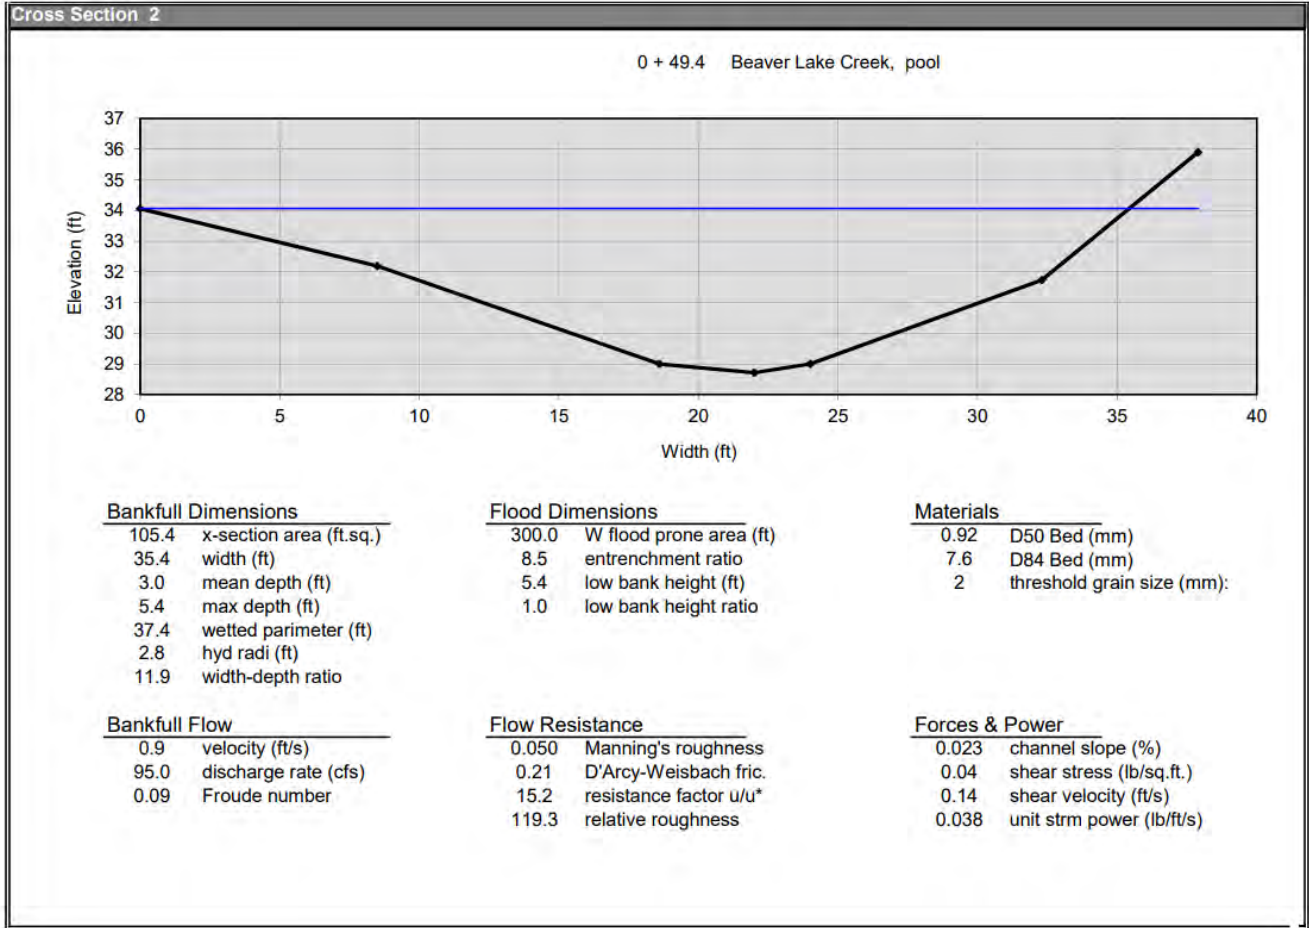 Cross Section 2
0 + 49.4 Beaver Lake Creek, pool
37
36
35
34
33
32
31
30
29
28
Elevation (ft)
0 5 10 15 20 25 30 35 40
Width (ft)
Bankfull Dimensions
105.4 x-section area (ft.sq.)
35.4 width (ft)
3.0 mean depth (ft)
5.4 max depth (ft)
37.4 wetted parimeter (ft)
2.8 hyd radi (ft)
11.9 width-depth ratio
Flood Dimensions
300.0 W flood prone area (ft)
8.5 entrenchment ratio
5.4 low bank height (ft)
1.0 low bank height ratio
Materials
0.92 D50 Bed (mm)
7.6 D84 Bed (mm)
2 threshold grain size (mm):
Bankfull Flow
0.9 velocity (ft/s)
95.0 discharge rate (cfs)
0.09 Froude number
Flow Resistance
0.050 Manning's roughness
0.21 D'Arcy-Weisbach fric.
15.2 resistance factor u/u*
119.3 relative roughness
Forces & Power
0.023 channel slope (%)
0.04 shear stress (lb/sq.ft.)
0.14 shear velocity (ft/s)
0.038 unit strm power (lb/ft/s)